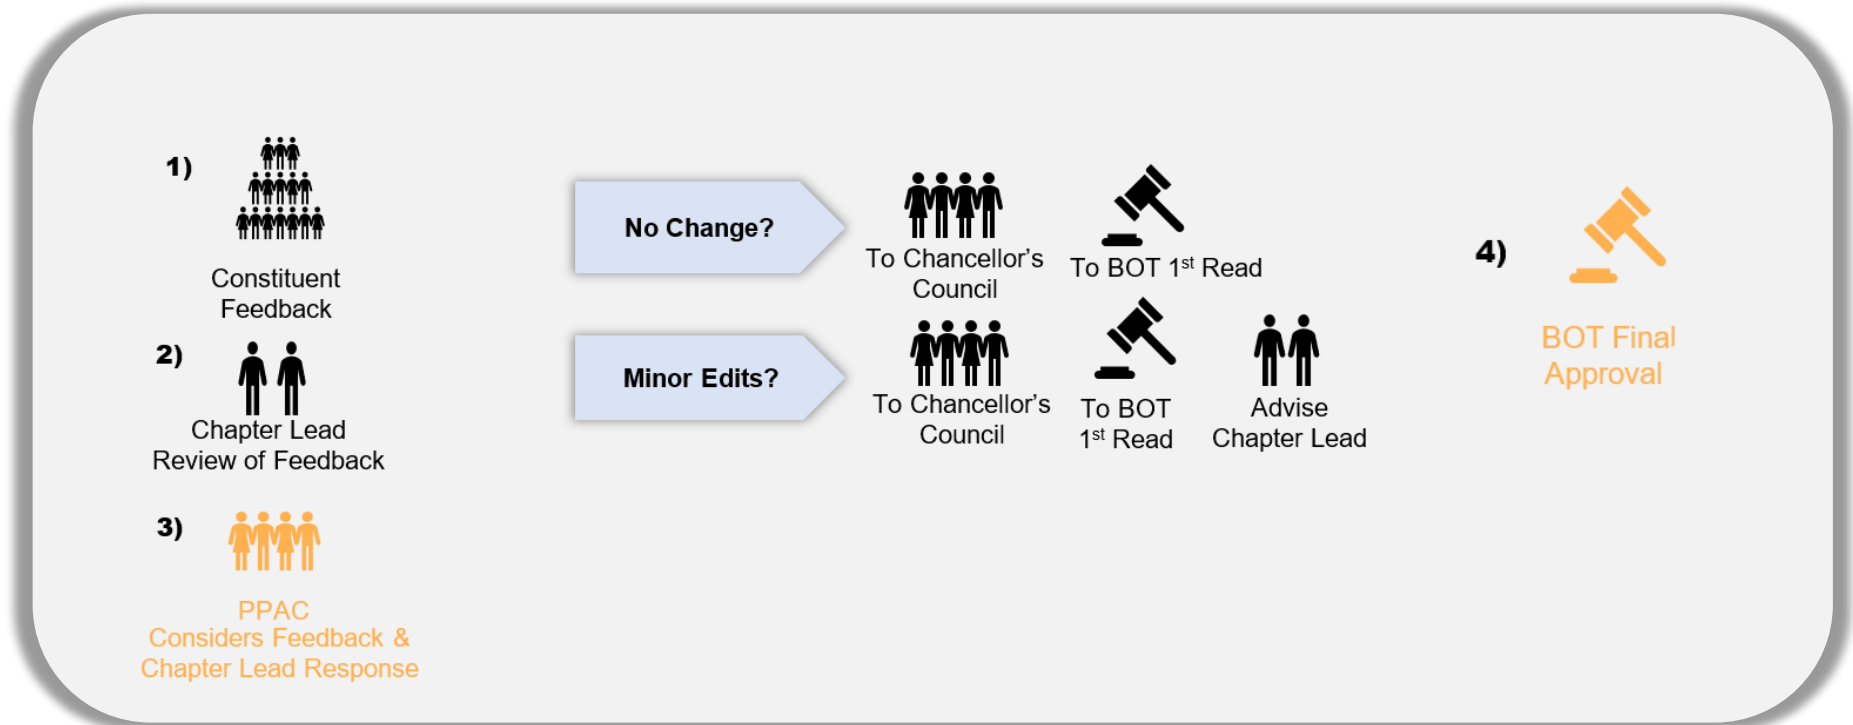 1)
Constituent
Feedback
2)
Chapter Lead
Review of Feedback
3)
PPAC
Considers Feedback &
Chapter Lead Response
No Change?
To Chancellor's
Council
To BOT 1st Read
Minor Edits?
To Chancellor's
Council
To BOT
1st Read
Advise
Chapter Lead
4)
BOT Final
Approval